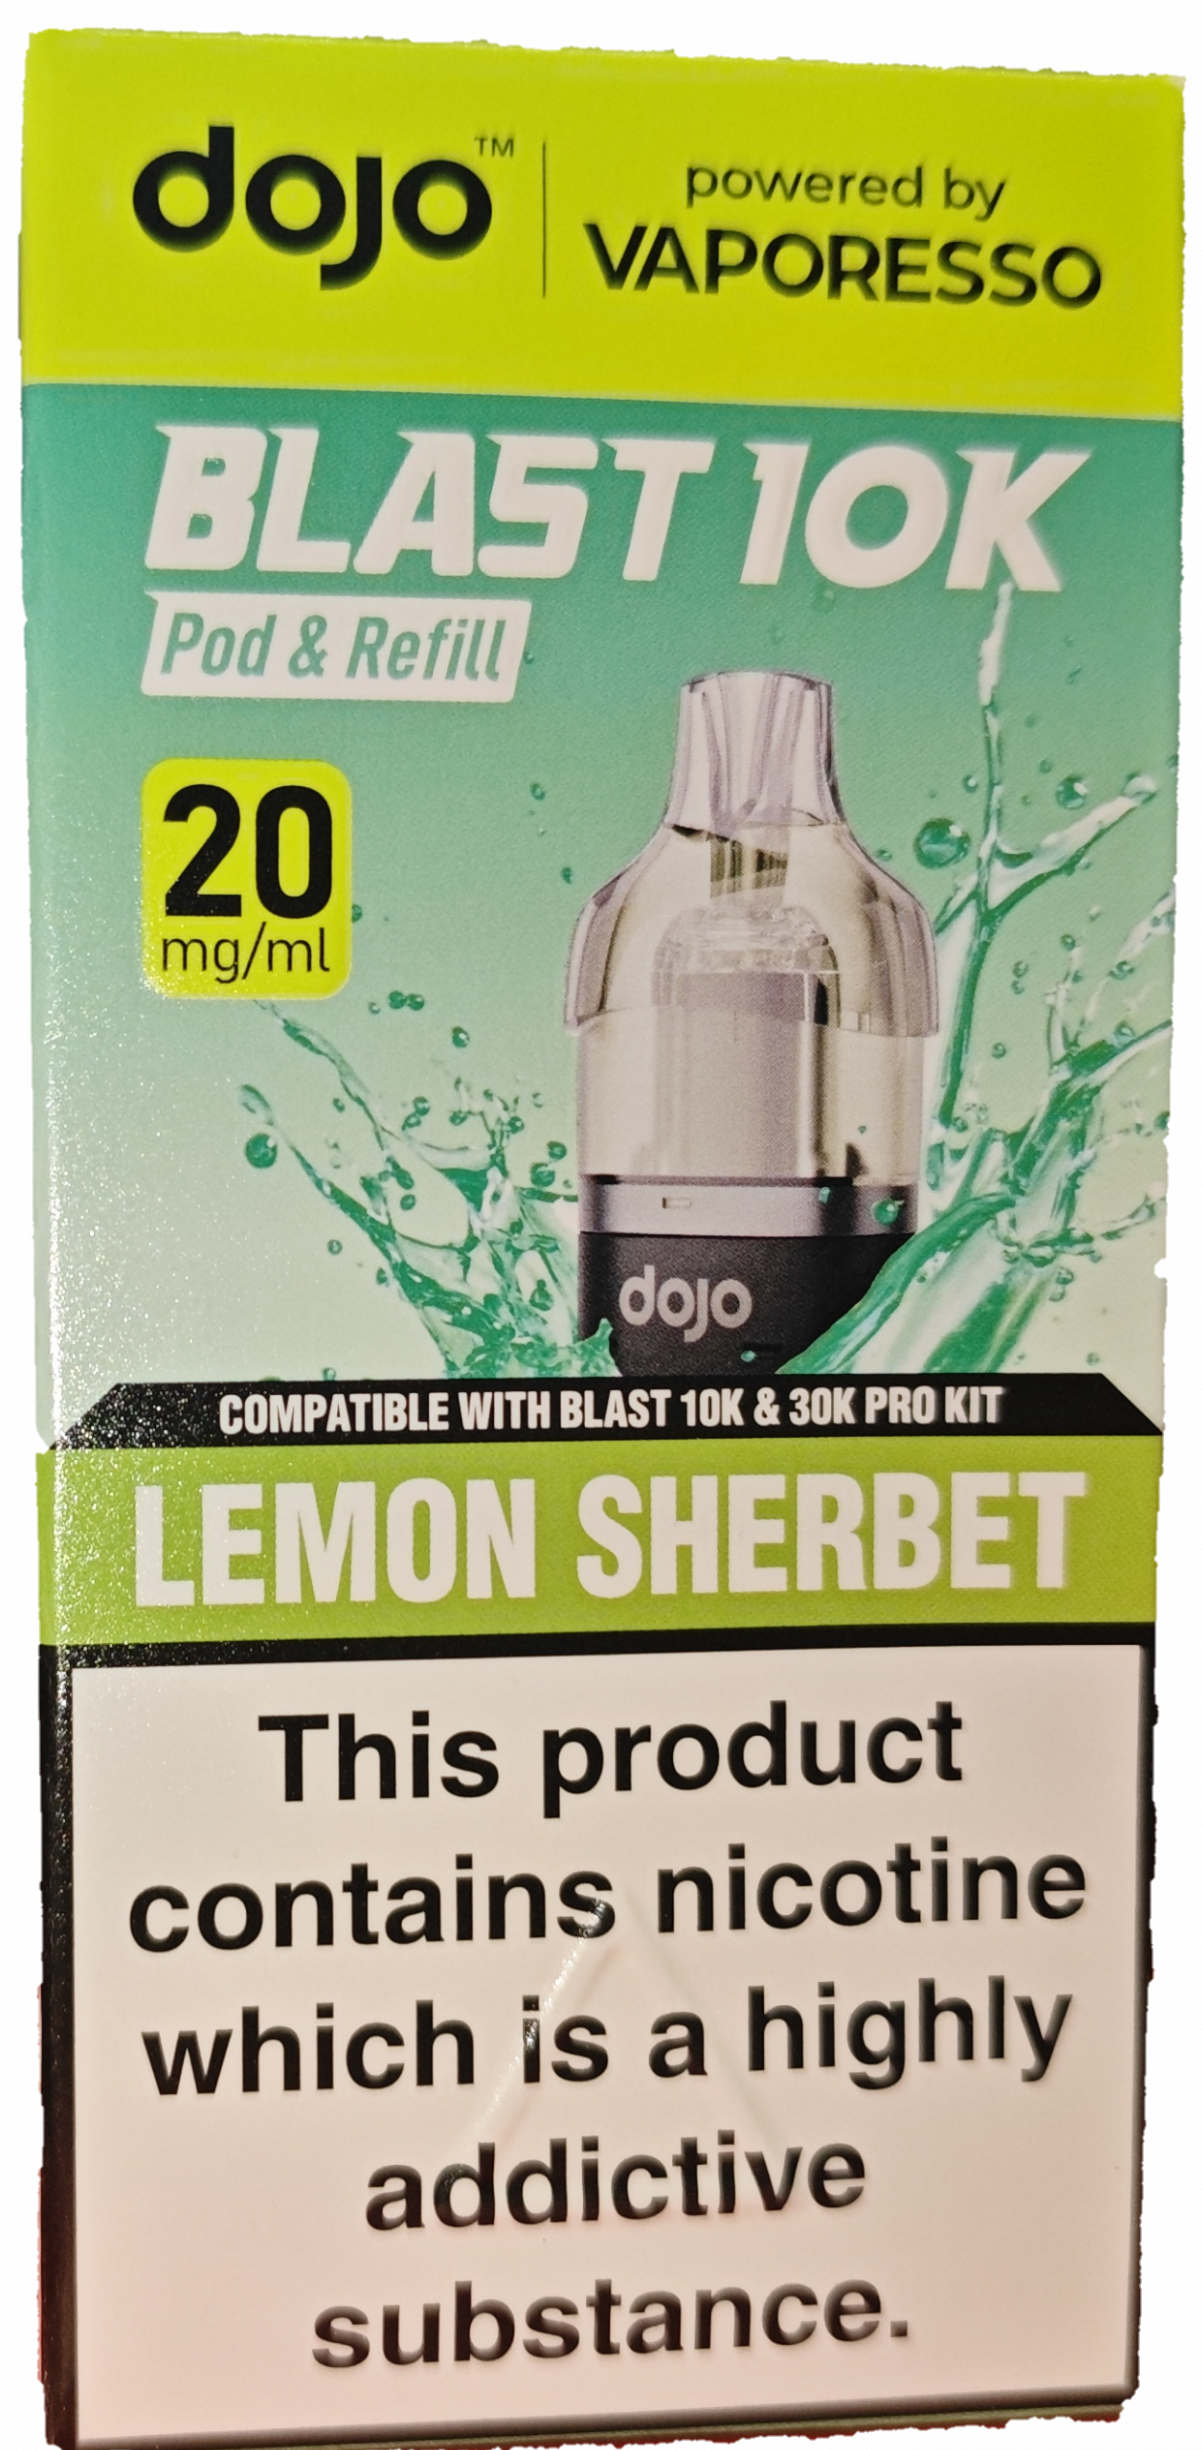 dojo™
powered by
VAPORESSO
BLAST 10K
Pod & Refill
20
mg/ml
dojo
COMPATIBLE WITH BLAST 10K & 30K PRO KIT
LEMON SHERBET
This product
contains nicotine
which is a highly
addictive
substance.